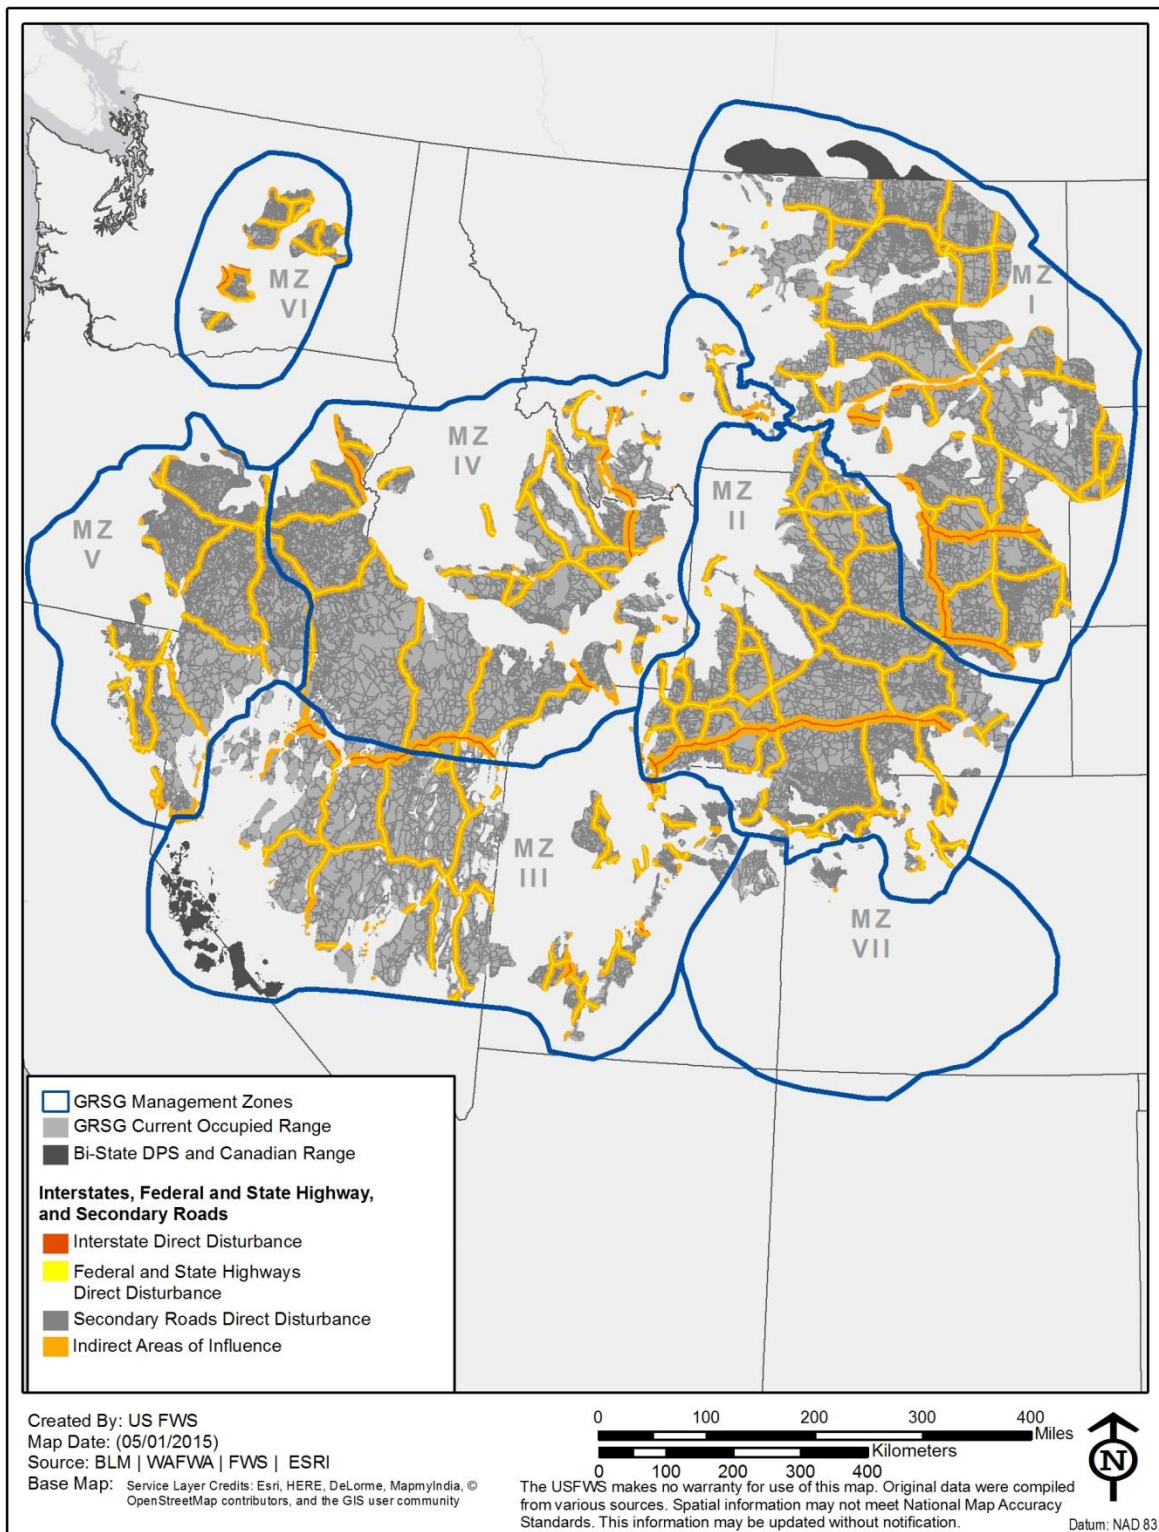 MZ
VI
MZ
I
MZ
IV
MZ
II
MZ
V
MZ
III
MZ
VII
GRSG Management Zones
GRSG Current Occupied Range
Bi-State DPS and Canadian Range
Interstates, Federal and State Highway,
and Secondary Roads
Interstate Direct Disturbance
Federal and State Highways
Direct Disturbance
Secondary Roads Direct Disturbance
Indirect Areas of Influence
Created By: US FWS
Map Date: (05/01/2015)
Source: BLM | WAFWA | FWS | ESRI
Base Map: Service Layer Credits: Esri, HERE, DeLorme, MapmyIndia, ©
OpenStreetMap contributors, and the GIS user community
0 100 200 300 400
Miles
Kilometers
0 100 200 300 400
The USFWS makes no warranty for use of this map. Original data were compiled
from various sources. Spatial information may not meet National Map Accuracy
Standards. This information may be updated without notification.
N
Datum: NAD 83